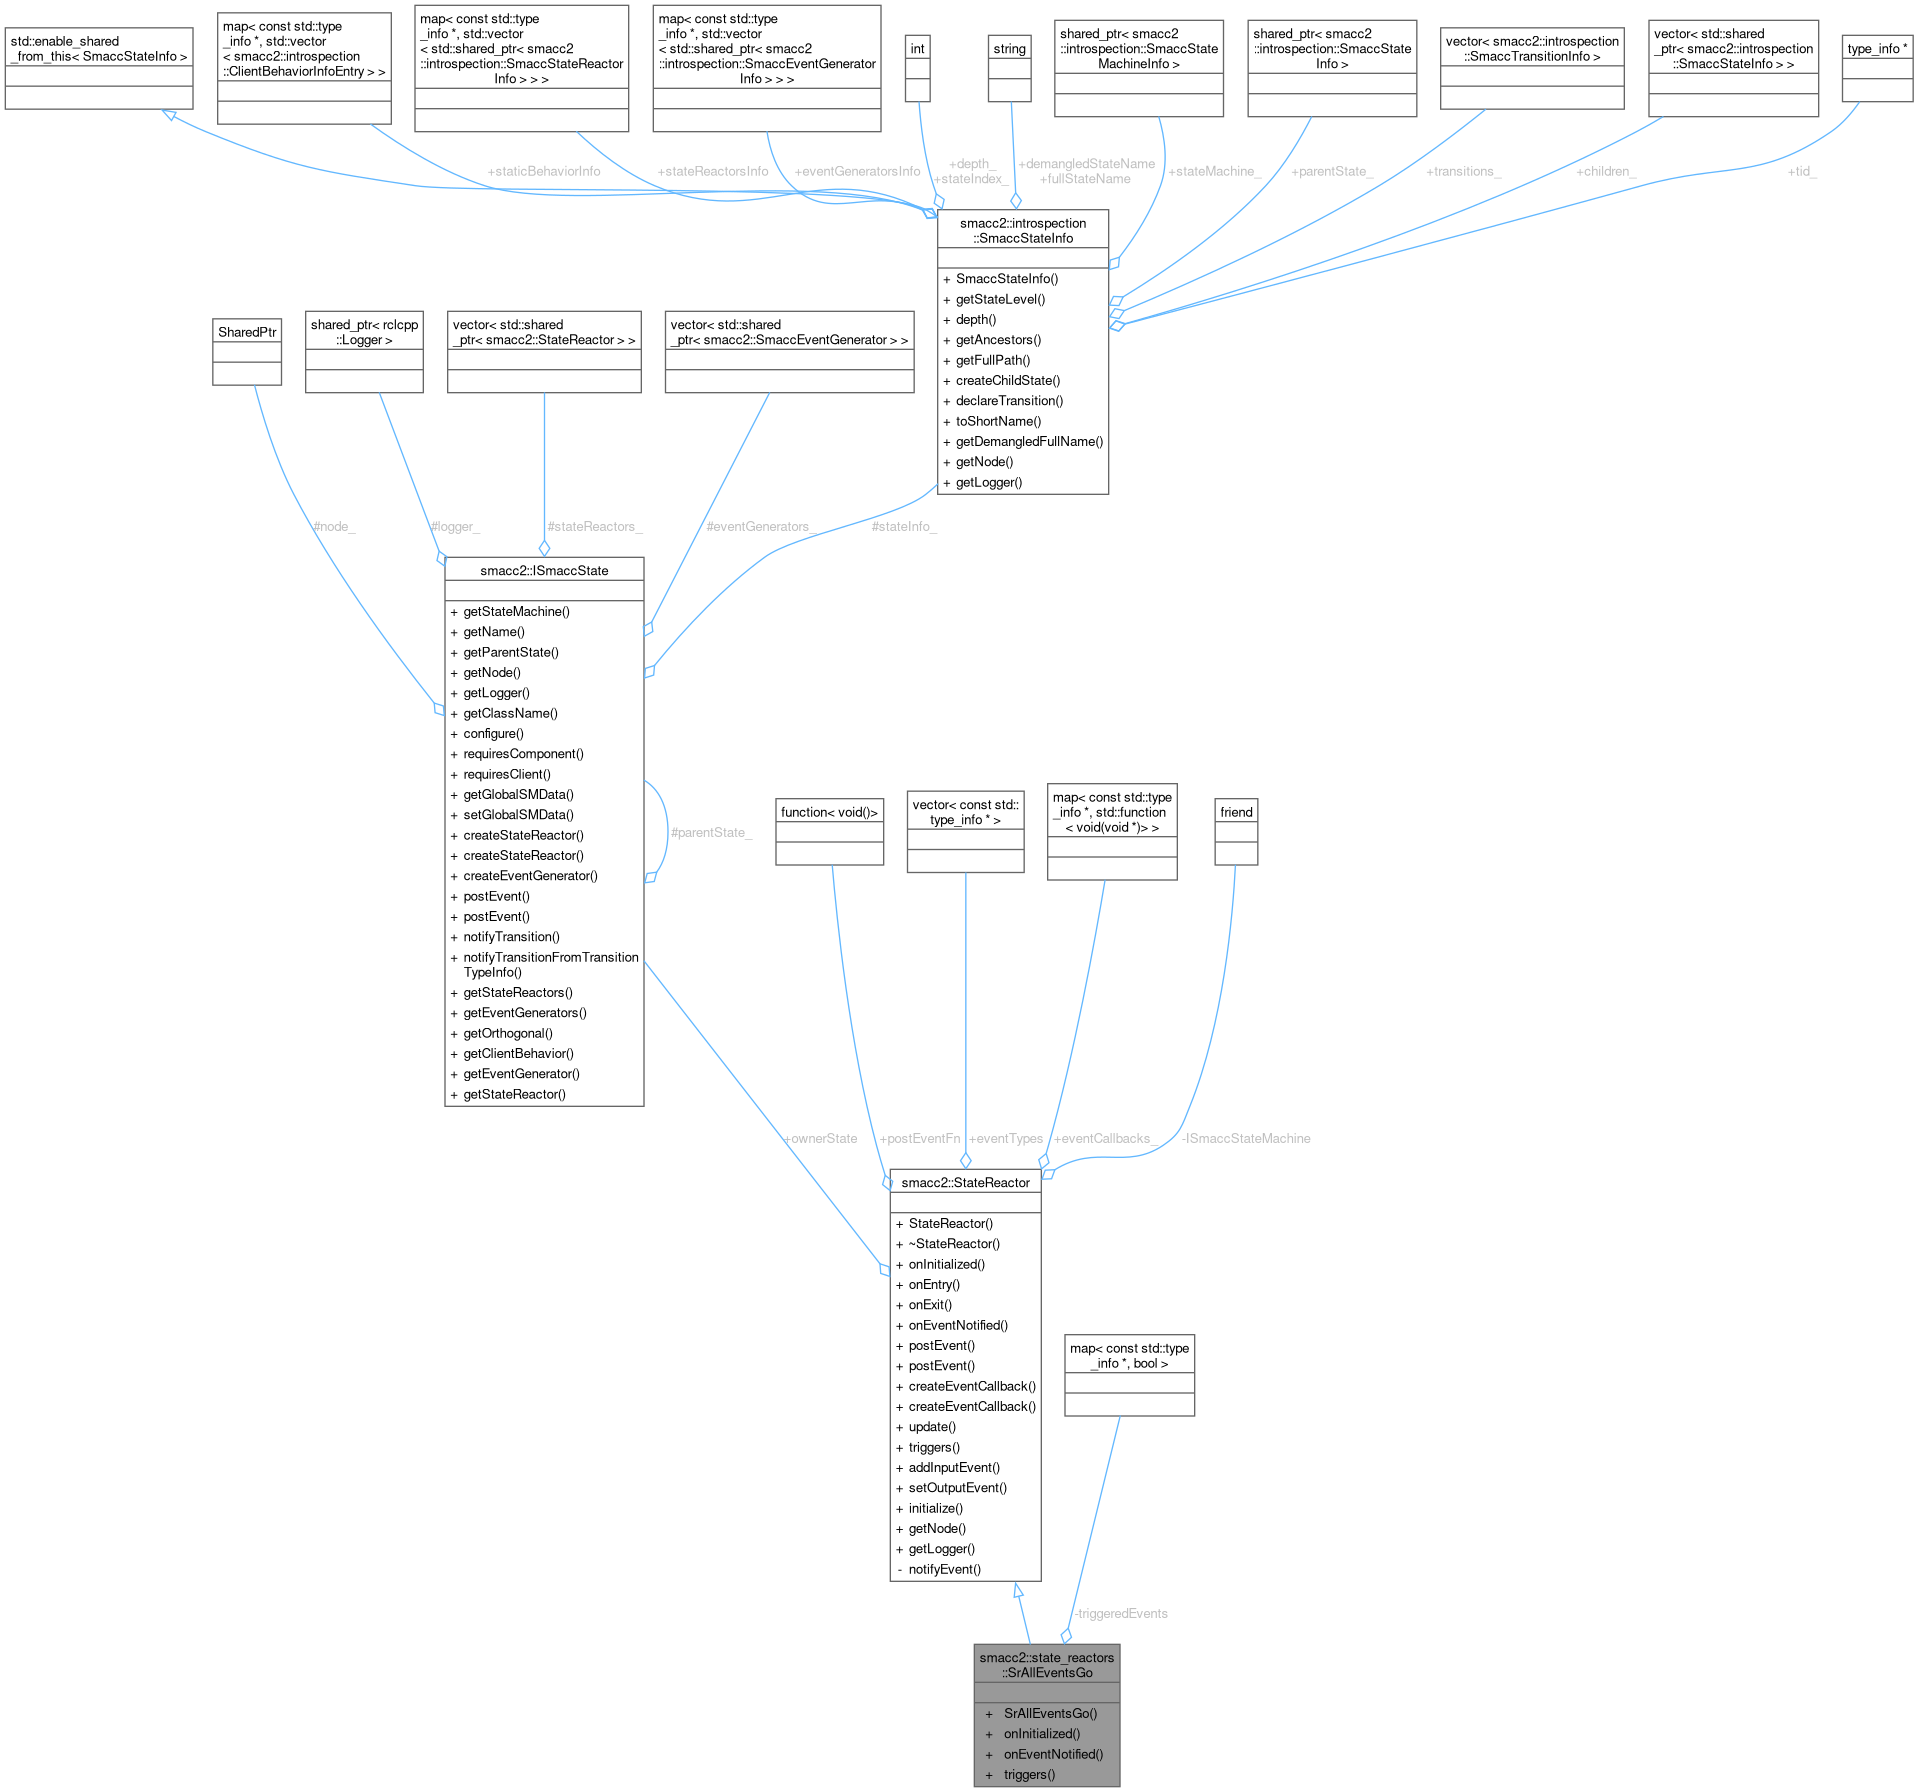 std::enable_shared
_from_this< SmaccStateInfo >
map< const std::type
_info *, std::vector
< smacc2::introspection
::ClientBehaviorInfoEntry > >
map< const std::type
_info *, std::vector
< std::shared_ptr< smacc2
::introspection::SmaccStateReactor
Info > > >
map< const std::type
_info *, std::vector
< std::shared_ptr< smacc2
::introspection::SmaccEventGenerator
Info > > >
int
string
shared_ptr< smacc2
::introspection::SmaccState
MachineInfo >
shared_ptr< smacc2
::introspection::SmaccState
Info >
vector< smacc2::introspection
::SmaccTransitionInfo >
vector< std::shared
_ptr< smacc2::introspection
::SmaccStateInfo > >
type_info *
+staticBehaviorInfo
+stateReactorsInfo
+eventGeneratorsInfo
+depth_
+stateIndex_
+demangledStateName
+fullStateName
+stateMachine_
+parentState_
+transitions_
+children_
+tid_
smacc2::introspection
::SmaccStateInfo
+ SmaccStateInfo()
+ getStateLevel()
+ depth()
+ getAncestors()
+ getFullPath()
+ createChildState()
+ declareTransition()
+ toShortName()
+ getDemangledFullName()
+ getNode()
+ getLogger()
SharedPtr
shared_ptr< rclcpp
::Logger >
vector< std::shared
_ptr< smacc2::StateReactor > >
vector< std::shared
_ptr< smacc2::SmaccEventGenerator > >
#node_
#logger_
#stateReactors_
#eventGenerators_
#stateInfo_
smacc2::ISmaccState
+ getStateMachine()
+ getName()
+ getParentState()
+ getNode()
+ getLogger()
+ getClassName()
+ configure()
+ requiresComponent()
+ requiresClient()
+ getGlobalSMData()
+ setGlobalSMData()
+ createStateReactor()
+ createStateReactor()
+ createEventGenerator()
+ postEvent()
+ postEvent()
+ notifyTransition()
+ notifyTransitionFromTransition
TypeInfo()
+ getStateReactors()
+ getEventGenerators()
+ getOrthogonal()
+ getClientBehavior()
+ getEventGenerator()
+ getStateReactor()
#parentState_
function< void()>
vector< const std::
type_info * >
map< const std::type
_info *, std::function
< void(void *)> >
friend
+ownerState
+postEventFn
+eventTypes
+eventCallbacks_
-ISmaccStateMachine
smacc2::StateReactor
+ StateReactor()
+ ~StateReactor()
+ onInitialized()
+ onEntry()
+ onExit()
+ onEventNotified()
+ postEvent()
+ postEvent()
+ createEventCallback()
+ createEventCallback()
+ update()
+ triggers()
+ addInputEvent()
+ setOutputEvent()
+ initialize()
+ getNode()
+ getLogger()
- notifyEvent()
map< const std::type
_info *, bool >
-triggeredEvents
smacc2::state_reactors
::SrAllEventsGo
+ SrAllEventsGo()
+ onInitialized()
+ onEventNotified()
+ triggers()